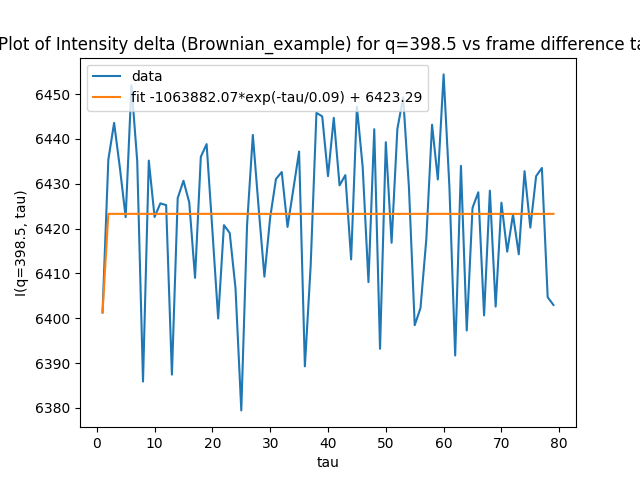 Plot of Intensity delta (Brownian_example) for q=398.5 vs frame difference ta
data
fit -1063882.07*exp(-tau/0.09) + 6423.29
I(q=398.5, tau)
6450
6440
6430
6420
6410
6400
6390
6380
0 10 20 30 40 50 60 70 80
tau